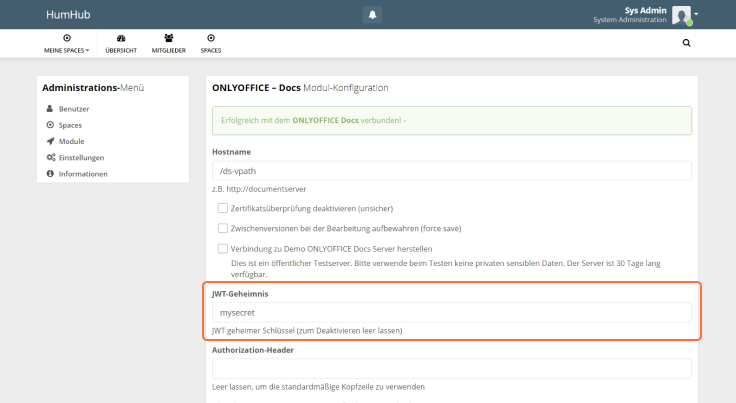 HumHub
Sys Admin
System Administration
MEINE SPACES
ÜBERSICHT
MITGLIEDER
SPACES
Administrations-Menü
Benutzer
Spaces
Module
Einstellungen
Informationen
ONLYOFFICE – Docs Modul-Konfiguration
Erfolgreich mit dem ONLYOFFICE Docs verbunden! –
Hostname
/ds-vpath
z.B. http://documentserver
Zertifikatsüberprüfung deaktivieren (unsicher)
Zwischenversionen bei der Bearbeitung aufbewahren (force save)
Verbindung zu Demo ONLYOFFICE Docs Server herstellen
Dies ist ein öffentlicher Testserver. Bitte verwende beim Testen keine privaten sensiblen Daten. Der Server ist 30 Tage lang
verfügbar.
JWT-Geheimnis
mysecret
JWT geheimer Schlüssel (zum Deaktivieren leer lassen)
Authorization-Header
Leer lassen, um die standardmäßige Kopfzeile zu verwenden